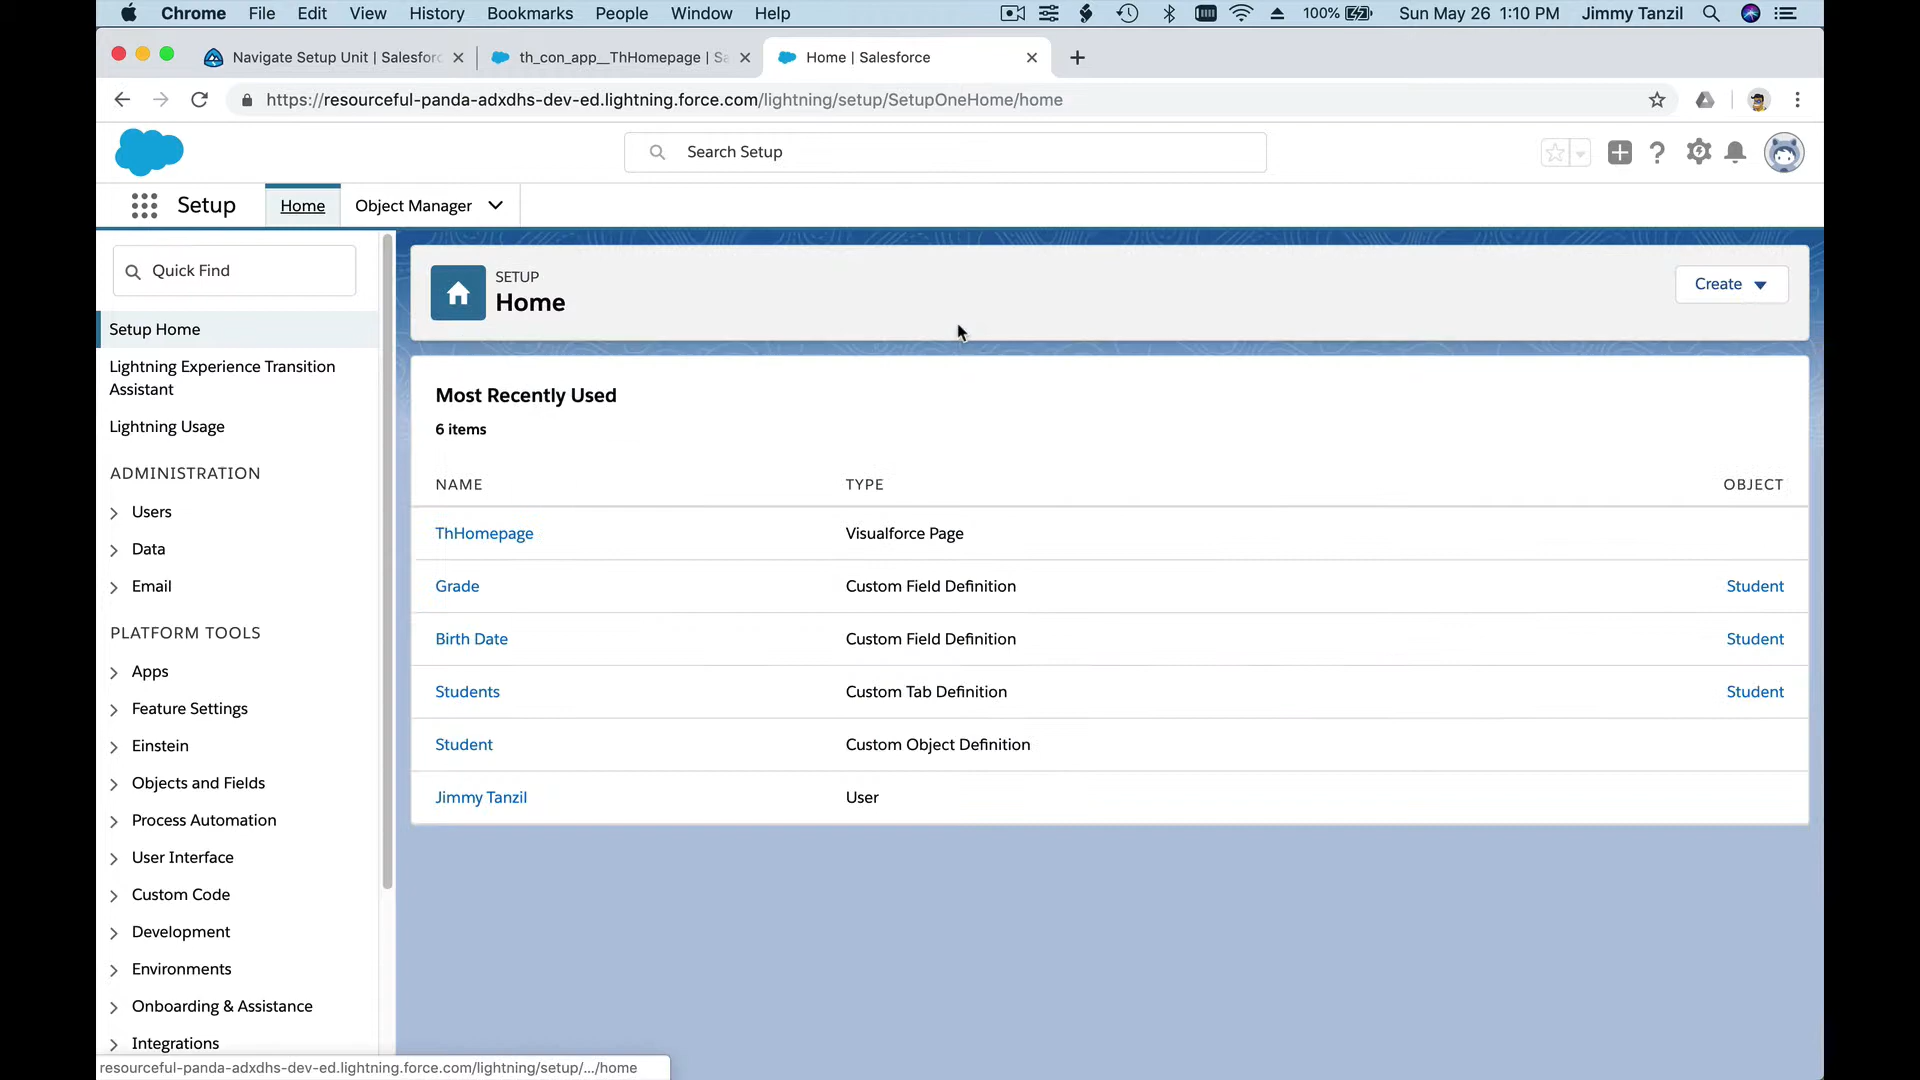 Chrome File Edit View History Bookmarks People Window Help 100% Sun May 26 1:10 PM Jimmy Tanzil
Navigate Setup Unit | Salesforc th_con_app__ThHomepage | Sa Home | Salesforce
https://resourceful-panda-adxdhs-dev-ed.lightning.force.com/lightning/setup/SetupOneHome/home
Search Setup
Setup Home Object Manager
Quick Find
Setup Home
Lightning Experience Transition
Assistant
Lightning Usage
ADMINISTRATION
Users
Data
Email
PLATFORM TOOLS
Apps
Feature Settings
Einstein
Objects and Fields
Process Automation
User Interface
Custom Code
Development
Environments
Onboarding & Assistance
Integrations
SETUP
Home
Create
Most Recently Used
6 items
NAME TYPE OBJECT
ThHomepage Visualforce Page
Grade Custom Field Definition Student
Birth Date Custom Field Definition Student
Students Custom Tab Definition Student
Student Custom Object Definition
Jimmy Tanzil User
resourceful-panda-adxdhs-dev-ed.lightning.force.com/lightning/setup/.../home